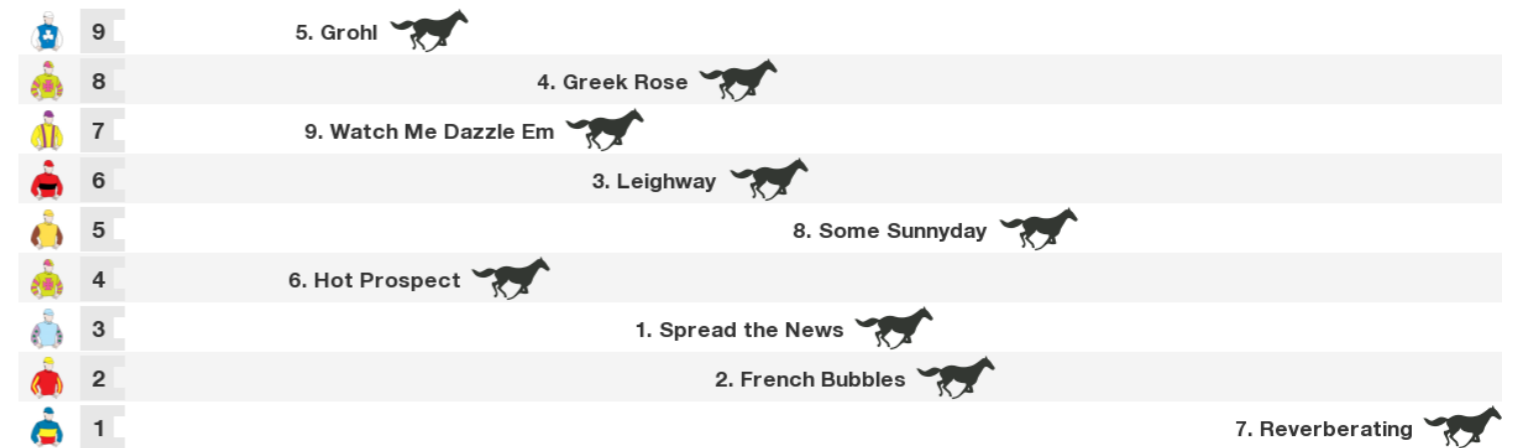 9 5. Grohl
8 4. Greek Rose
7 9. Watch Me Dazzle Em
6 3. Leighway
5 8. Some Sunnyday
4 6. Hot Prospect
3 1. Spread the News
2 2. French Bubbles
1 7. Reverberating